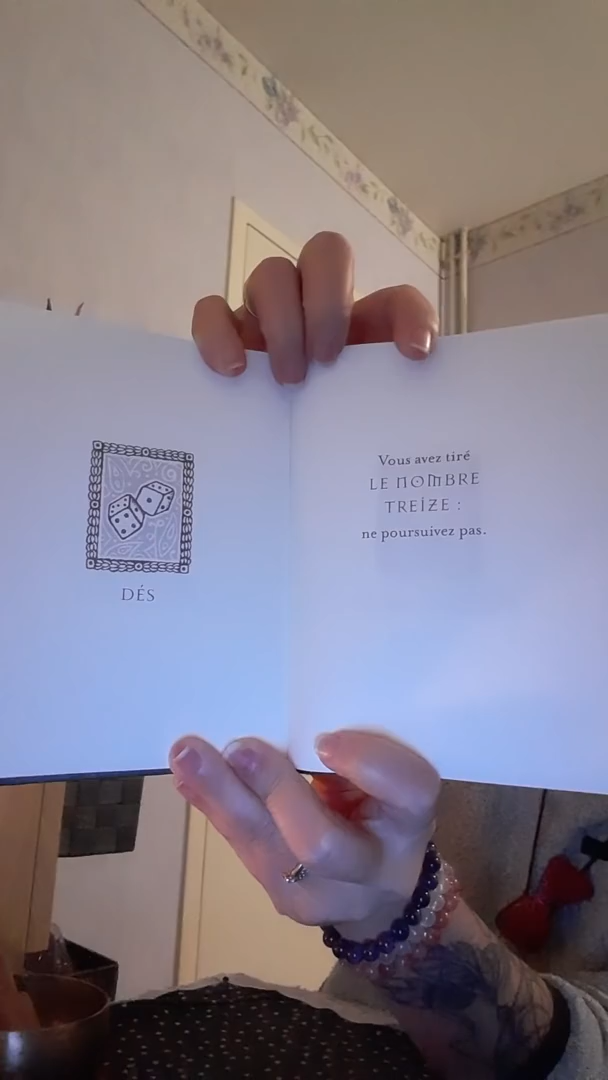 DÉS
Vous avez tiré
LE NOMBRE
TREIZE :
ne poursuivez pas.